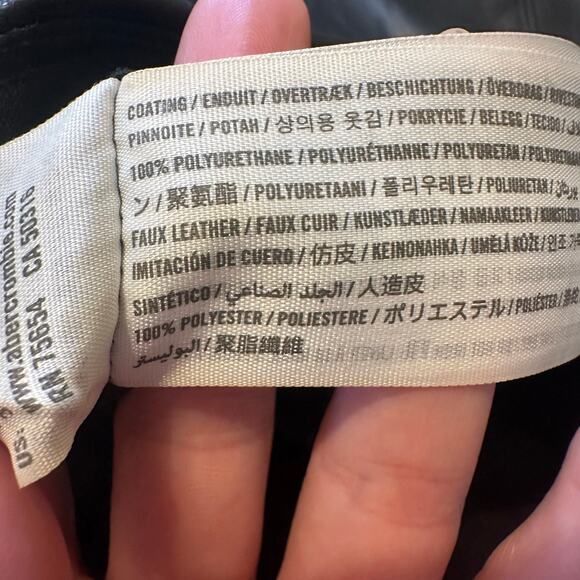 COATING / ENDUIT / OVERTRÆK / BESCHICHTUNG / ÖVERDRAG /
PINNOITE / POTAH / 상의용 옷감 / POKRYCIE / BELEGG / TECIDO /
100% POLYURETHANE / POLYURÉTHANNE / POLYURETAN /
ン / 聚氨酯 / POLYURETAANI / 폴리우레탄 / POLIURETAN /
FAUX LEATHER / FAUX CUIR / KUNSTLÆDER / NAMAAKLEER /
IMITACIÓN DE CUERO / 仿皮 / KEINONAHKA / UMĚLÁ KŮŽE / 인조
SINTÉTICO / الجلد الصناعي / 人造皮
100% POLYESTER / POLIESTERE / ポリエステル / POLIÉSTER /
البوليستر / 聚脂纖維
www.abercrombie.com
RN 75654 CA 50316
US: